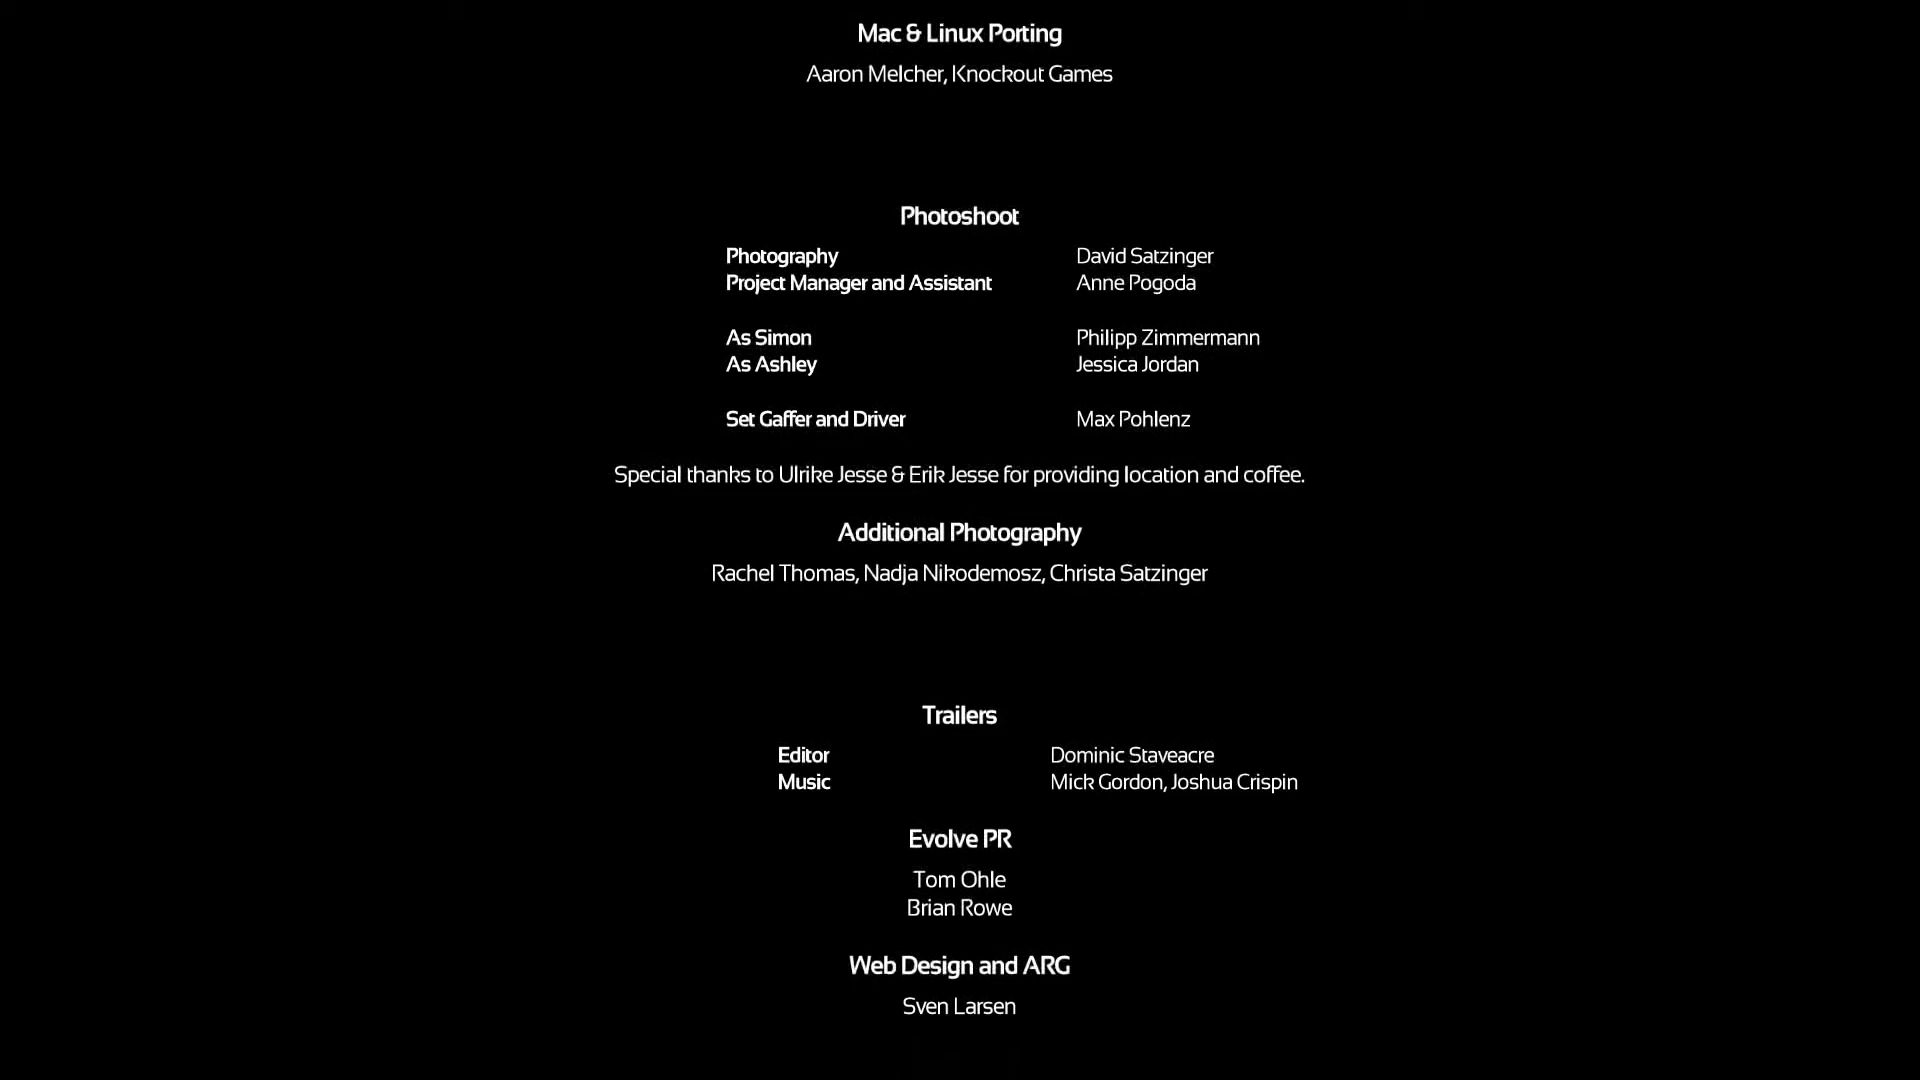 Mac & Linux Porting
Aaron Melcher, Knockout Games
Photoshoot
Photography David Satzinger
Project Manager and Assistant Anne Pogoda
As Simon Philipp Zimmermann
As Ashley Jessica Jordan
Set Gaffer and Driver Max Pohlenz
Special thanks to Ulrike Jesse & Erik Jesse for providing location and coffee.
Additional Photography
Rachel Thomas, Nadja Nikodemosz, Christa Satzinger
Trailers
Editor Dominic Staveacre
Music Mick Gordon, Joshua Crispin
Evolve PR
Tom Ohle
Brian Rowe
Web Design and ARG
Sven Larsen